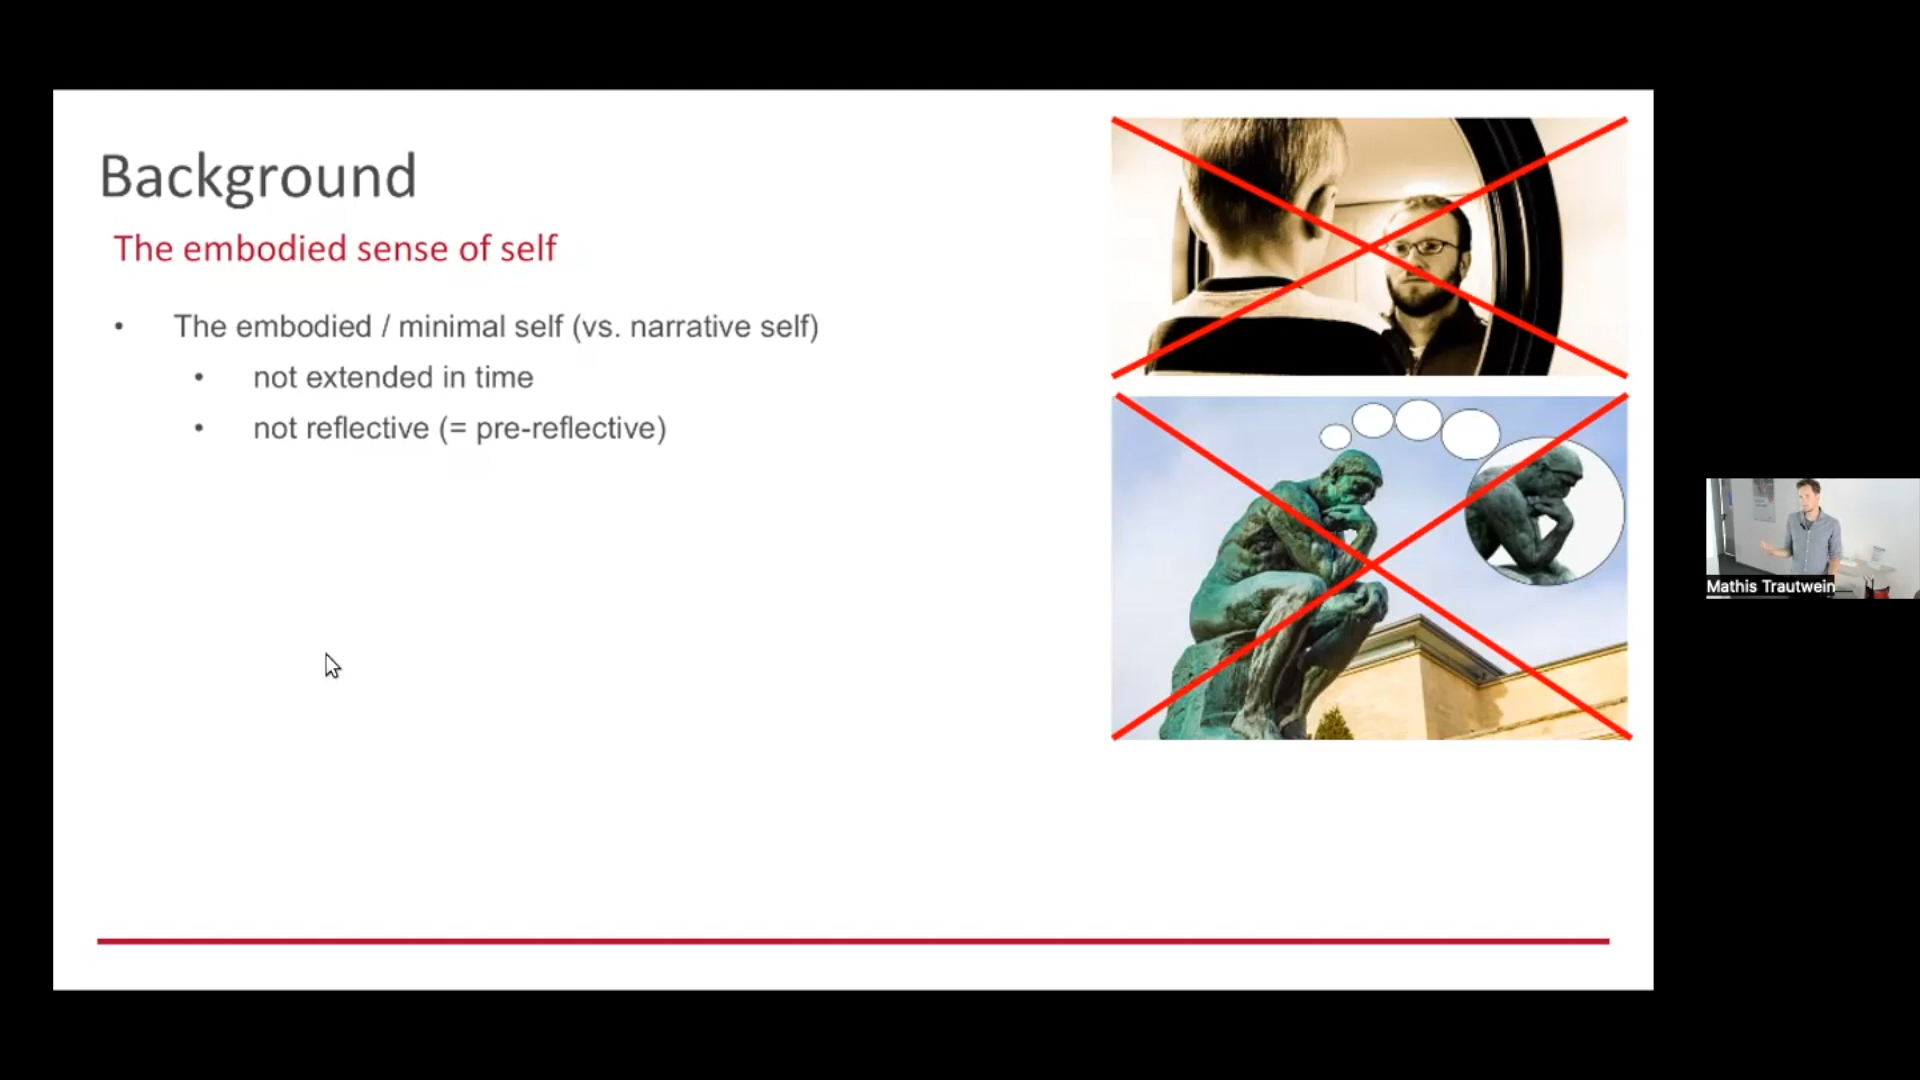 Background
The embodied sense of self
• The embodied / minimal self (vs. narrative self)
• not extended in time
• not reflective (= pre-reflective)
Mathis Trautwein